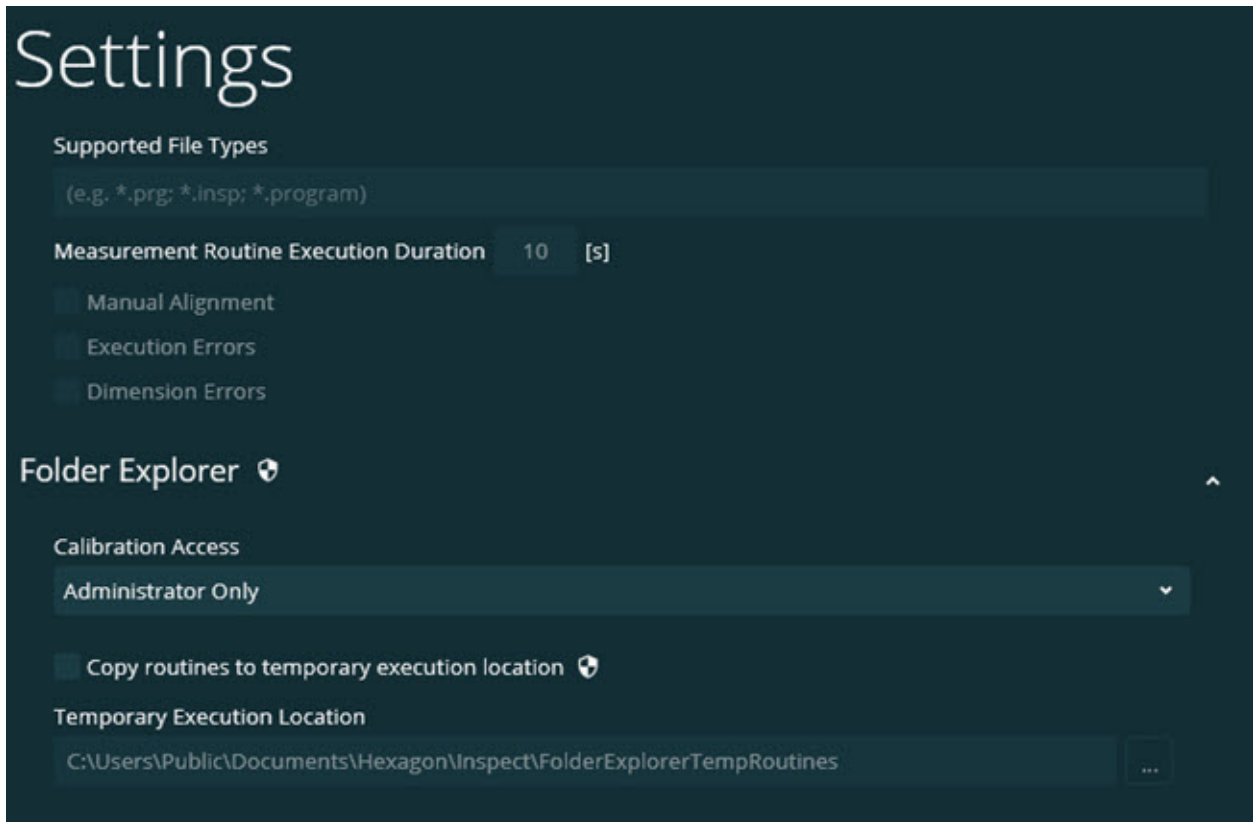 Settings
Supported File Types
(e.g. *.prg; *.insp; *.program)
Measurement Routine Execution Duration 10 [s]
Manual Alignment
Execution Errors
Dimension Errors
Folder Explorer
Calibration Access
Administrator Only
Copy routines to temporary execution location
Temporary Execution Location
C:\Users\Public\Documents\Hexagon\Inspect\FolderExplorerTempRoutines
...